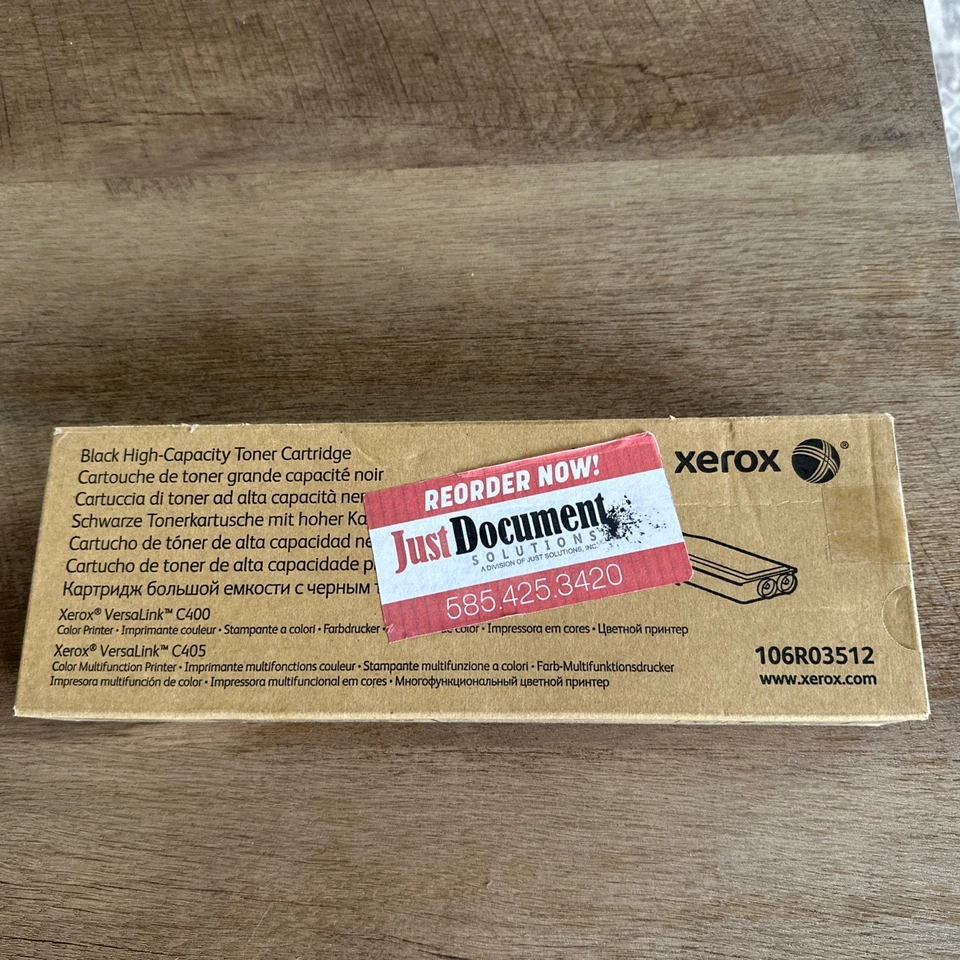 Black High-Capacity Toner Cartridge
Cartouche de toner grande capacité noir
Cartuccia di toner ad alta capacità ner
Schwarze Tonerkartusche mit hoher Ka
Cartucho de tóner de alta capacidad ne
Cartucho de toner de alta capacidade p
Картридж большой емкости с черным т
Xerox® VersaLink™ C400
Color Printer • Imprimante couleur • Stampante a colori • Farbdrucker • de color • Impressora em cores • Цветной принтер
Xerox® VersaLink™ C405
Color Multifunction Printer • Imprimante multifonctions couleur • Stampante multifunzione a colori • Farb-Multifunktionsdrucker
Impresora multifunción de color • Impressora multifuncional em cores • Многофункциональный цветной принтер
REORDER NOW!
Just Document
SOLUTIONS
A DIVISION OF JUST SOLUTIONS, INC.
585.425.3420
xerox®
106R03512
www.xerox.com